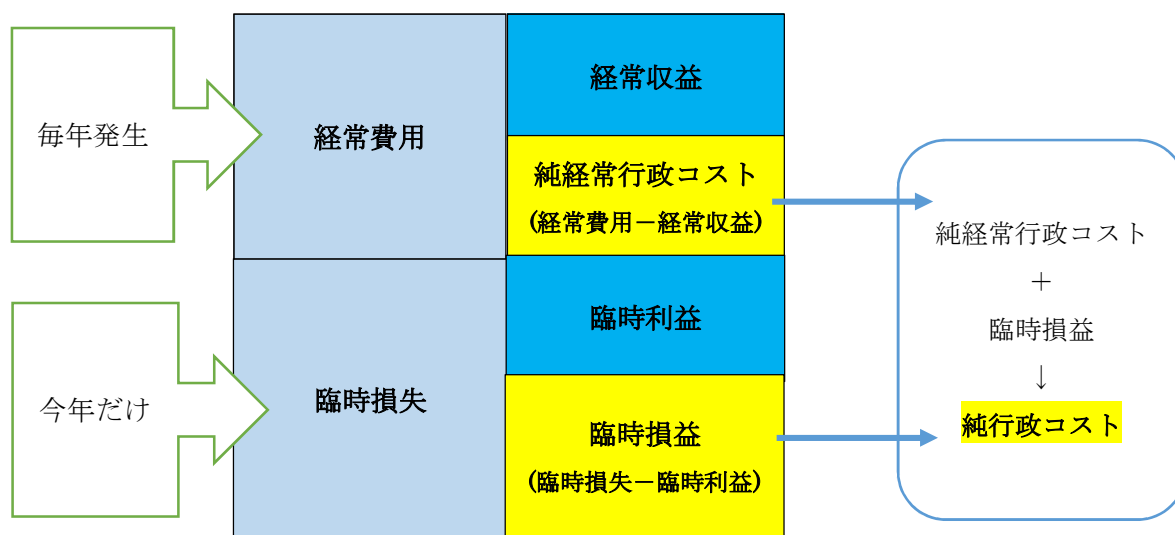 毎年発生
経常費用
経常収益
純経常行政コスト
(経常費用－経常収益)
今年だけ
臨時損失
臨時利益
臨時損益
(臨時損失－臨時利益)
純経常行政コスト
＋
臨時損益
↓
純行政コスト